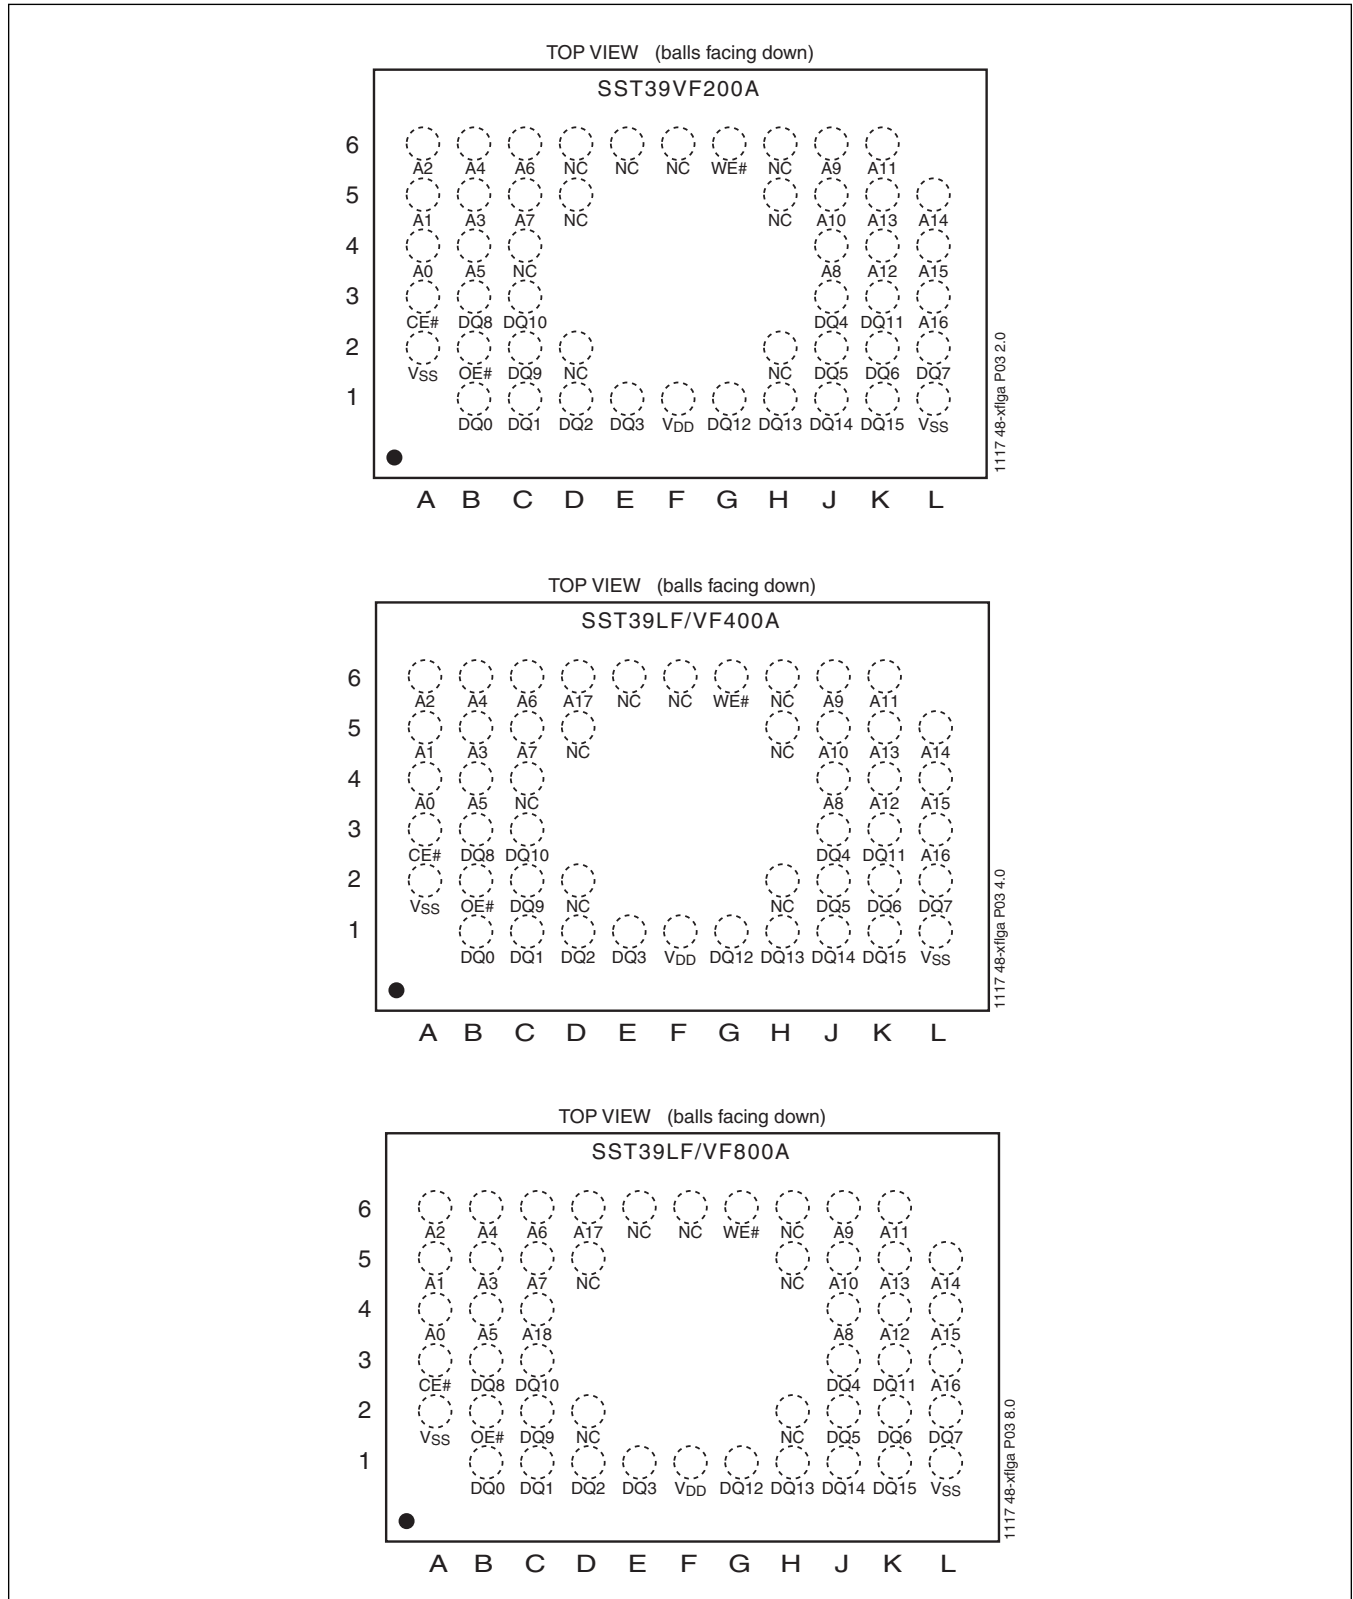 TOP VIEW (balls facing down)
SST39VF200A
6
A2 A4 A6 NC NC NC WE# NC A9 A11
5
A1 A3 A7 NC NC A10 A13 A14
4
A0 A5 NC A8 A12 A15
3
CE# DQ8 DQ10 DQ4 DQ11 A16
2
VSS OE# DQ9 NC NC DQ5 DQ6 DQ7
1
DQ0 DQ1 DQ2 DQ3 VDD DQ12 DQ13 DQ14 DQ15 VSS
1117 48-xflga P03 2.0
A B C D E F G H J K L
TOP VIEW (balls facing down)
SST39LF/VF400A
6
A2 A4 A6 A17 NC NC WE# NC A9 A11
5
A1 A3 A7 NC NC A10 A13 A14
4
A0 A5 NC A8 A12 A15
3
CE# DQ8 DQ10 DQ4 DQ11 A16
2
VSS OE# DQ9 NC NC DQ5 DQ6 DQ7
1
DQ0 DQ1 DQ2 DQ3 VDD DQ12 DQ13 DQ14 DQ15 VSS
1117 48-xflga P03 4.0
A B C D E F G H J K L
TOP VIEW (balls facing down)
SST39LF/VF800A
6
A2 A4 A6 A17 NC NC WE# NC A9 A11
5
A1 A3 A7 NC NC A10 A13 A14
4
A0 A5 A18 A8 A12 A15
3
CE# DQ8 DQ10 DQ4 DQ11 A16
2
VSS OE# DQ9 NC NC DQ5 DQ6 DQ7
1
DQ0 DQ1 DQ2 DQ3 VDD DQ12 DQ13 DQ14 DQ15 VSS
1117 48-xflga P03 8.0
A B C D E F G H J K L